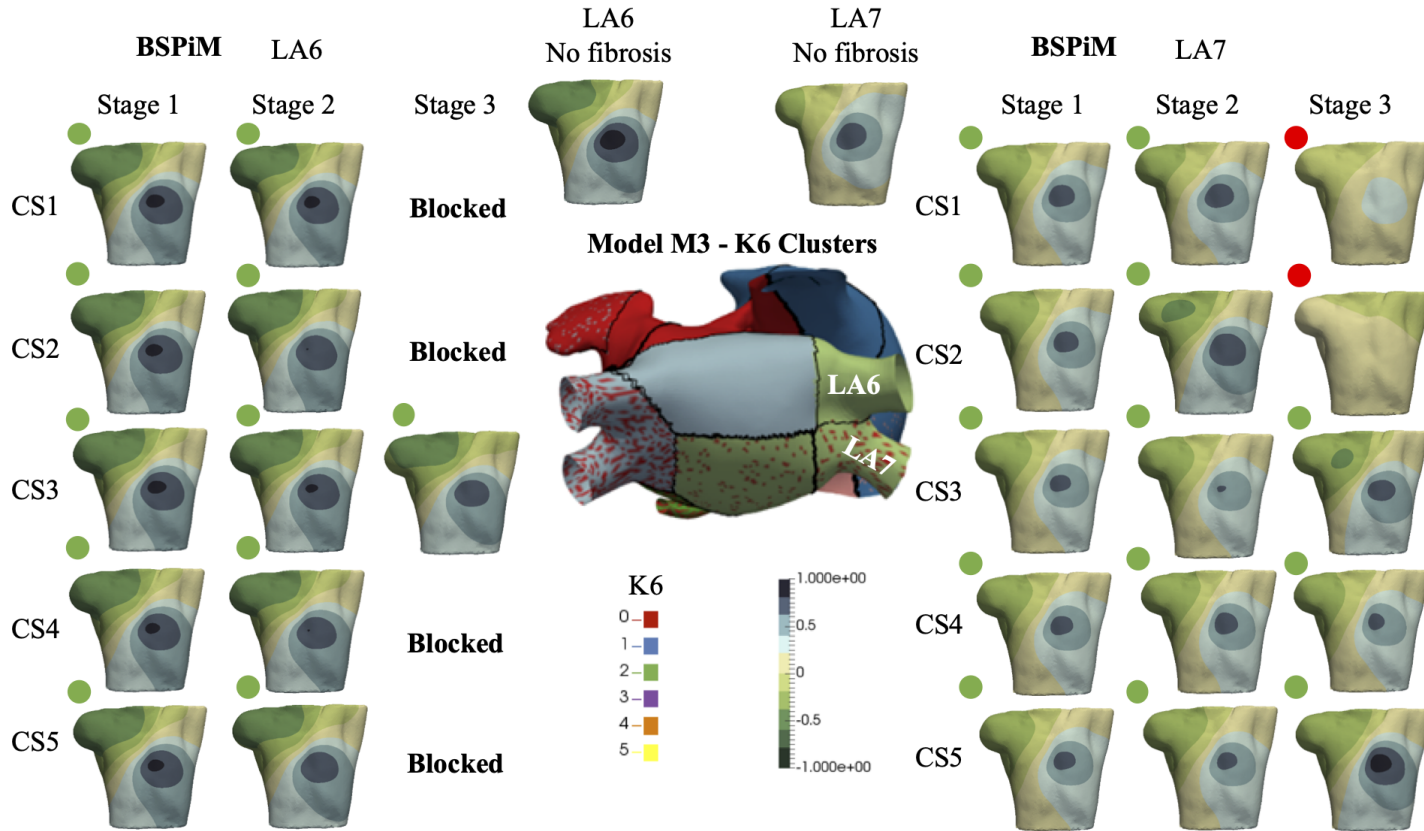 BSPiM LA6
Stage 1 Stage 2 Stage 3
LA6
No fibrosis
LA7
No fibrosis
BSPiM LA7
Stage 1 Stage 2 Stage 3
CS1 Blocked
CS2 Blocked
CS3
CS4 Blocked
CS5 Blocked
Model M3 - K6 Clusters
LA6
LA7
K6
0
1
2
3
4
5
1.000e+00
0.5
0
-0.5
-1.000e+00
CS1
CS2
CS3
CS4
CS5